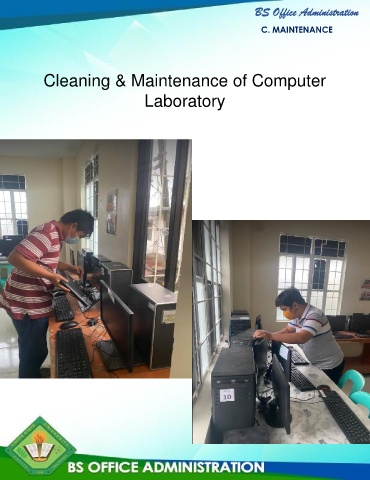 BS Office Administration
C. MAINTENANCE
Cleaning & Maintenance of Computer
Laboratory
10
BS OFFICE ADMINISTRATION